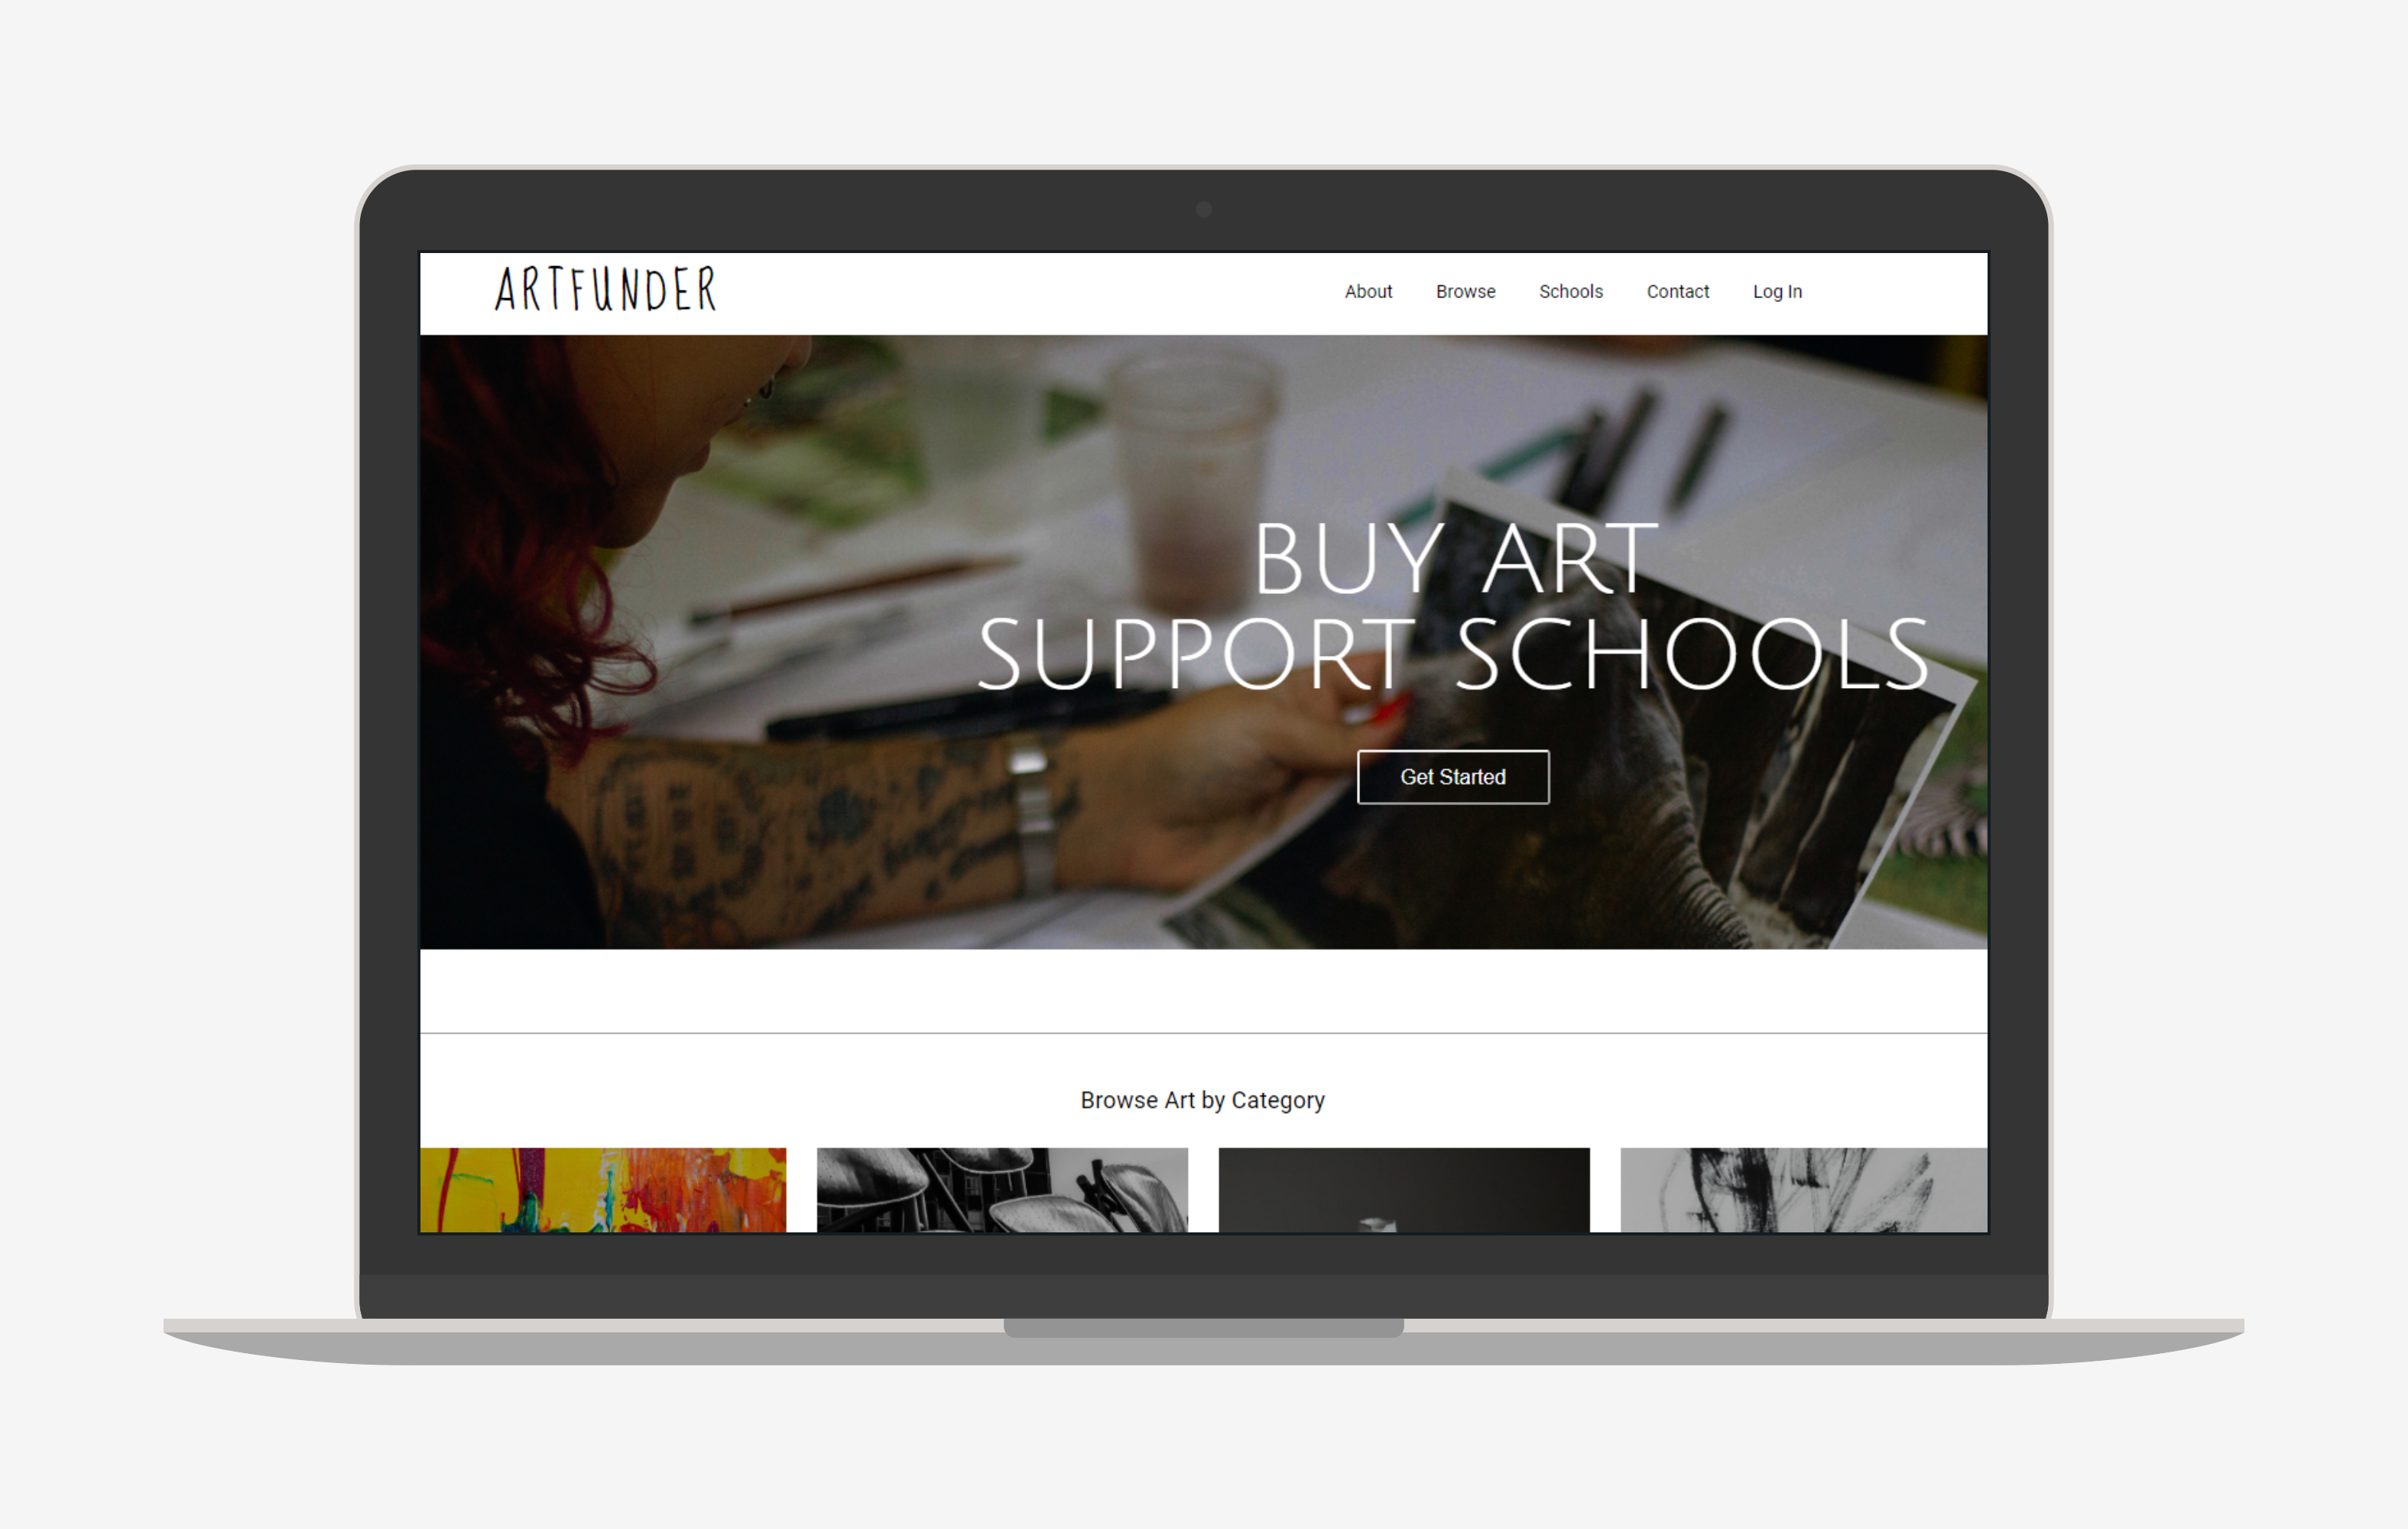 ARTFUNDER
About Browse Schools Contact Log In
BUY ART
SUPPORT SCHOOLS
Get Started
Browse Art by Category